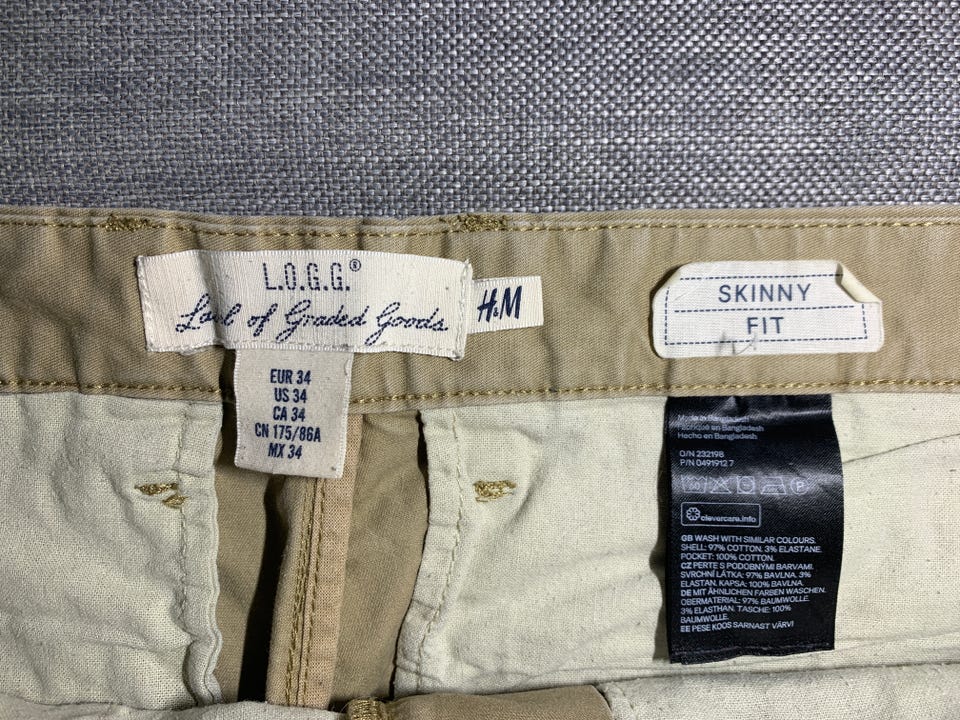 L.O.G.G.®
Label of Graded Goods
H&M
EUR 34
US 34
CA 34
CN 175/86A
MX 34
SKINNY
FIT
Made in Bangladesh
Fabriqué en Bangladesh
Hecho en Bangladesh
O/N 232198
P/N 0491912 7
P
clevercare.info
GB WASH WITH SIMILAR COLOURS.
SHELL: 97% COTTON. 3% ELASTANE.
POCKET: 100% COTTON.
CZ PERTE S PODOBNÝMI BARVAMI.
SVRCHNÍ LÁTKA: 97% BAVLNA. 3%
ELASTAN. KAPSA: 100% BAVLNA.
DE MIT ÄHNLICHEN FARBEN WASCHEN.
OBERMATERIAL: 97% BAUMWOLLE.
3% ELASTHAN. TASCHE: 100%
BAUMWOLLE.
EE PESE KOOS SARNAST VÄRVI